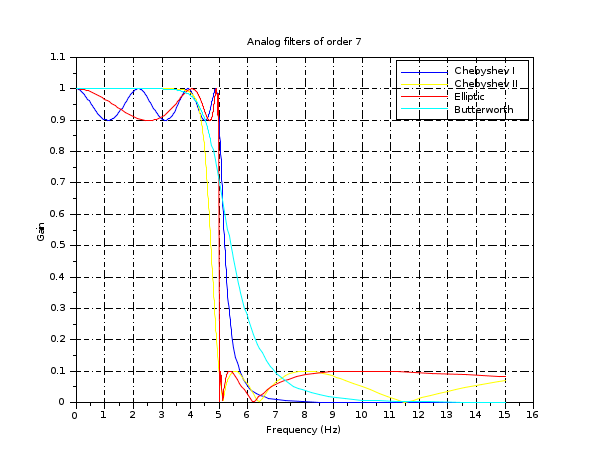 Analog filters of order 7
1.1
1
0.9
0.8
0.7
0.6
0.5
0.4
0.3
0.2
0.1
0
Gain
Chebyshev I
Chebyshev II
Elliptic
Butterworth
0 1 2 3 4 5 6 7 8 9 10 11 12 13 14 15 16
Frequency (Hz)